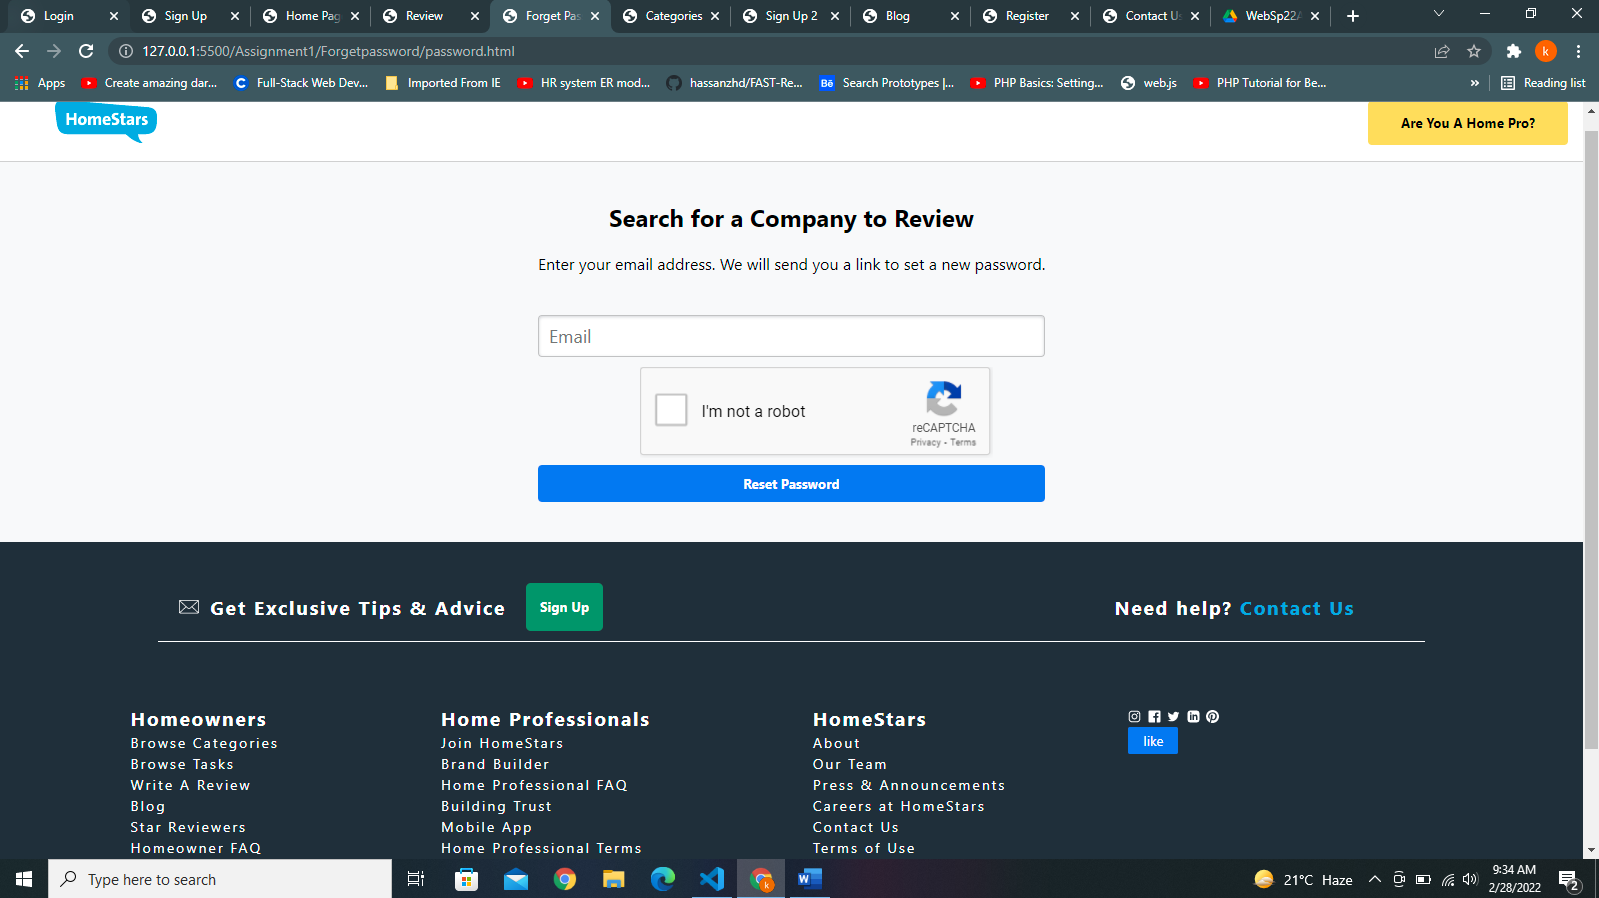 Login
Sign Up
Home Pag
Review
Forget Pas
Categories
Sign Up 2
Blog
Register
Contact Us
WebSp22A
127.0.0.1:5500/Assignment1/Forgetpassword/password.html
k
Apps
Create amazing dar...
Full-Stack Web Dev...
Imported From IE
HR system ER mod...
hassanzhd/FAST-Re...
Bē Search Prototypes |...
PHP Basics: Setting...
web.js
PHP Tutorial for Be...
»
Reading list
HomeStars
Are You A Home Pro?
Search for a Company to Review
Enter your email address. We will send you a link to set a new password.
Email
I'm not a robot
reCAPTCHA
Privacy - Terms
Reset Password
Get Exclusive Tips & Advice
Sign Up
Need help? Contact Us
Homeowners
Browse Categories
Browse Tasks
Write A Review
Blog
Star Reviewers
Homeowner FAQ
Home Professionals
Join HomeStars
Brand Builder
Home Professional FAQ
Building Trust
Mobile App
Home Professional Terms
HomeStars
About
Our Team
Press & Announcements
Careers at HomeStars
Contact Us
Terms of Use
like
Type here to search
21°C Haze
9:34 AM
2/28/2022
2